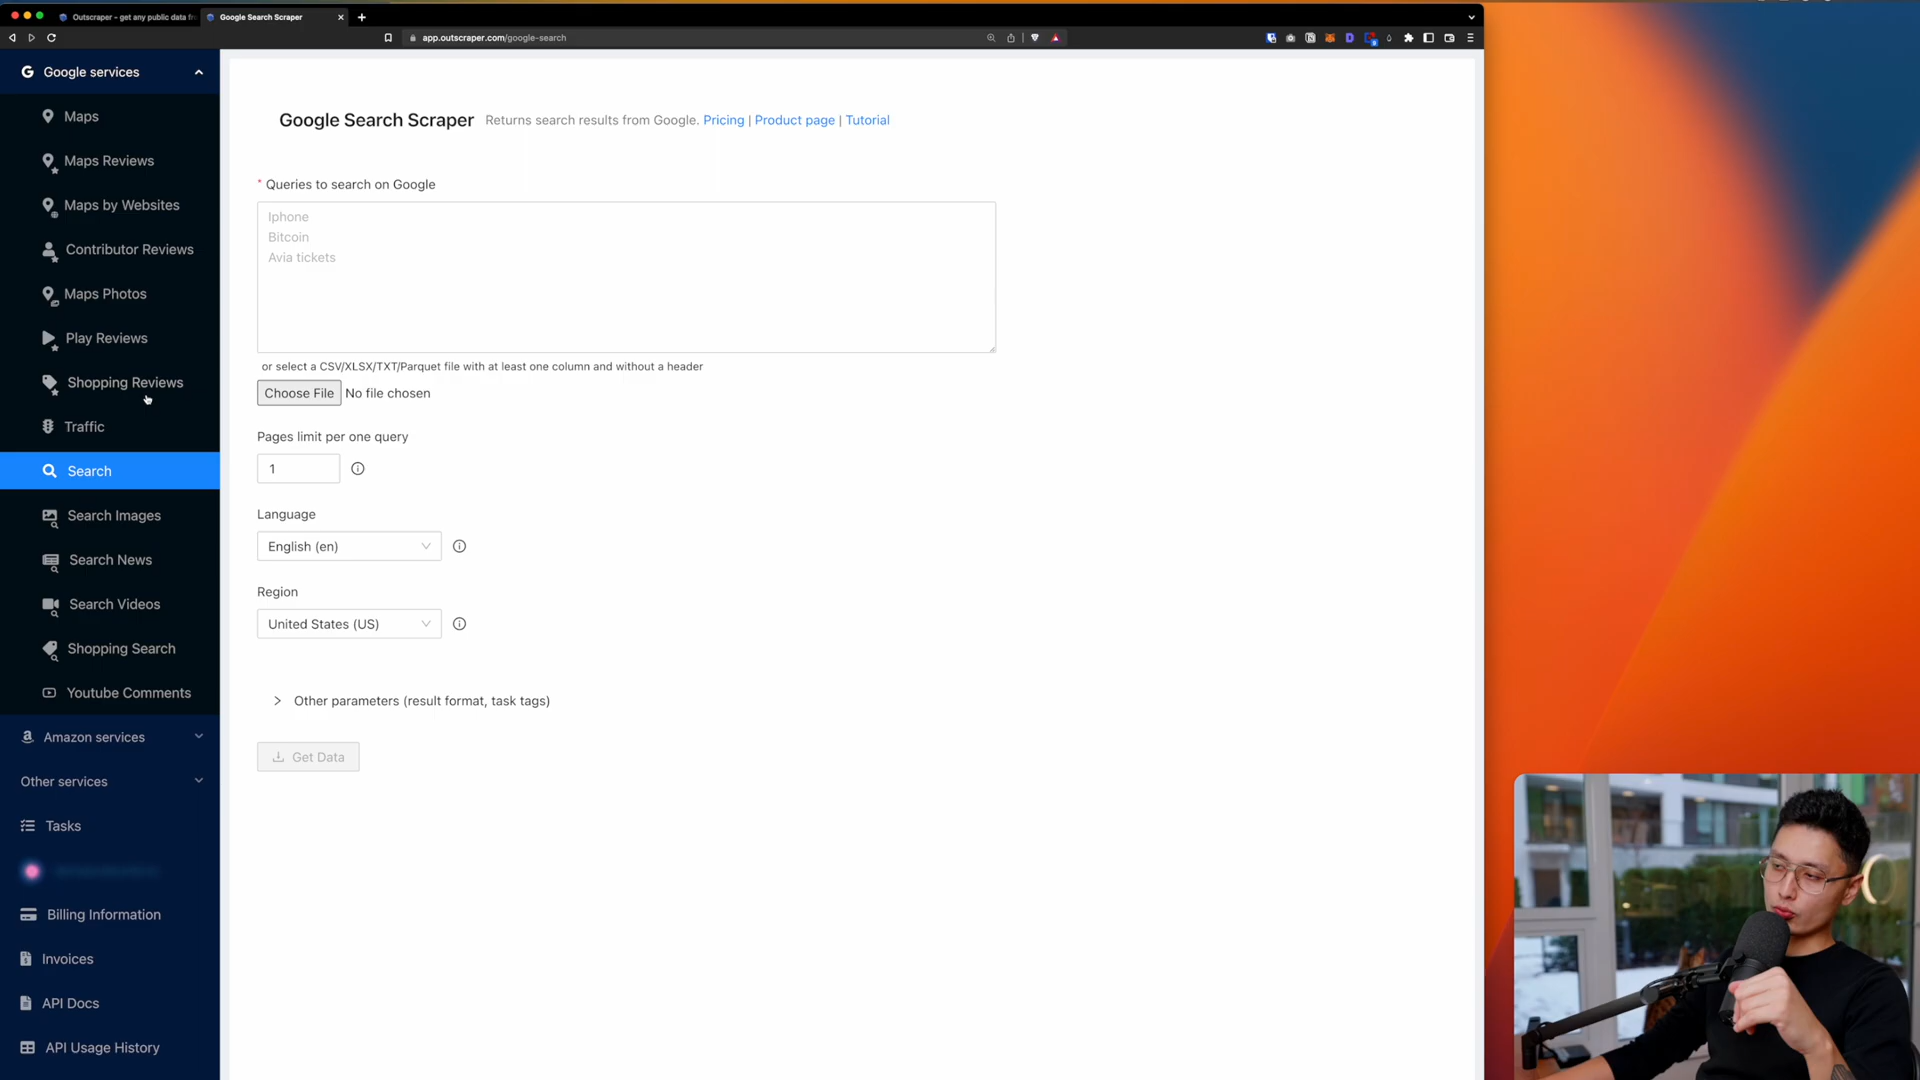 Outscraper - get any public data fr
Google Search Scraper
app.outscraper.com/google-search
Google services
Maps
Maps Reviews
Maps by Websites
Contributor Reviews
Maps Photos
Play Reviews
Shopping Reviews
Traffic
Search
Search Images
Search News
Search Videos
Shopping Search
Youtube Comments
Amazon services
Other services
Tasks
Billing Information
Invoices
API Docs
API Usage History
Google Search Scraper Returns search results from Google. Pricing | Product page | Tutorial
* Queries to search on Google
Iphone
Bitcoin
Avia tickets
or select a CSV/XLSX/TXT/Parquet file with at least one column and without a header
Choose File No file chosen
Pages limit per one query
1
Language
English (en)
Region
United States (US)
Other parameters (result format, task tags)
Get Data